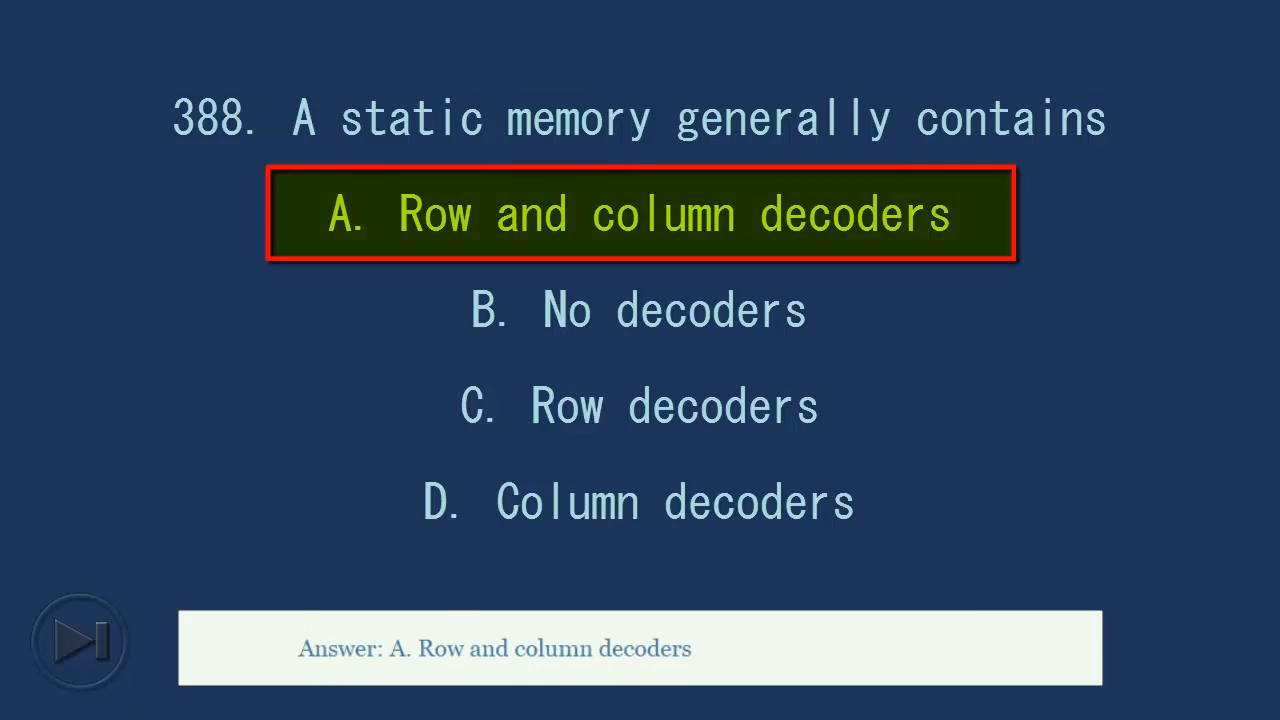 388. A static memory generally contains
A. Row and column decoders
B. No decoders
C. Row decoders
D. Column decoders
Answer: A. Row and column decoders